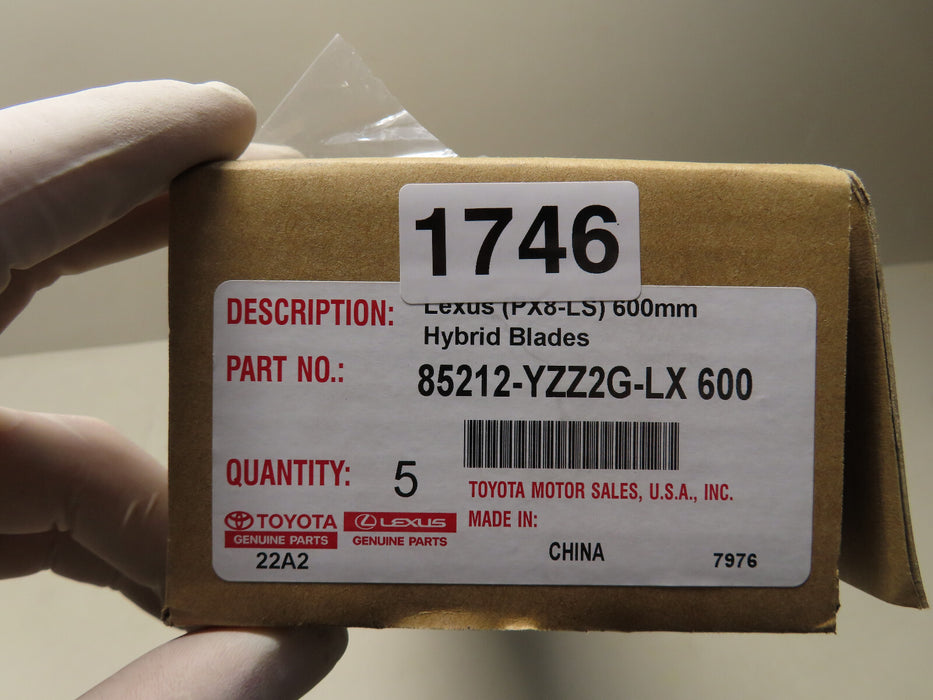 1746
DESCRIPTION: Lexus (PX8-LS) 600mm
Hybrid Blades
PART NO.: 85212-YZZ2G-LX 600
QUANTITY: 5
TOYOTA MOTOR SALES, U.S.A., INC.
TOYOTA LEXUS MADE IN:
GENUINE PARTS GENUINE PARTS
22A2 CHINA 7976